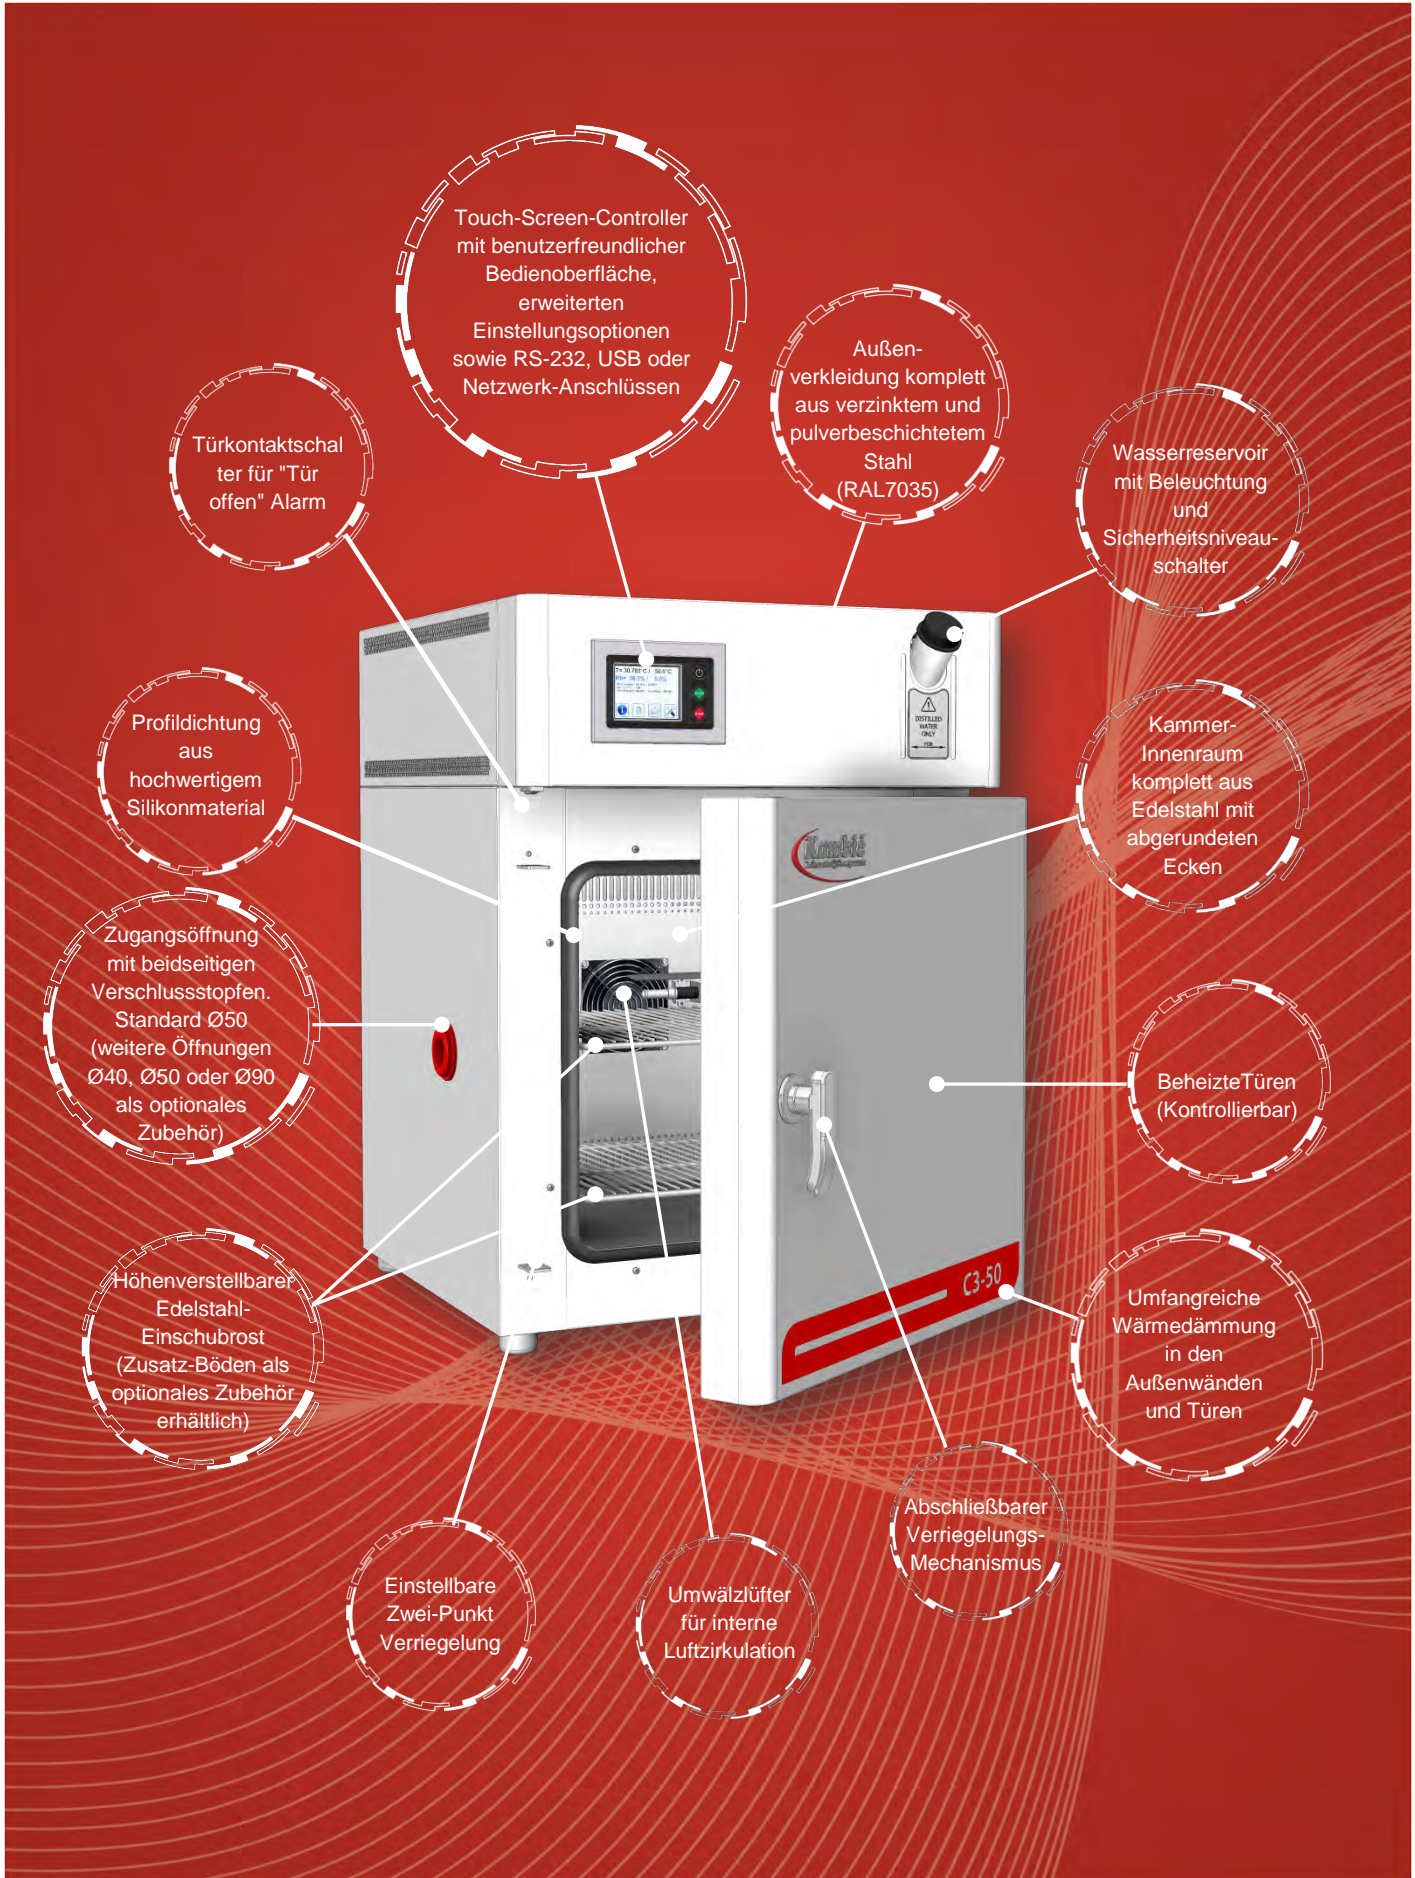 Touch-Screen-Controller
mit benutzerfreundlicher
Bedienoberfläche,
erweiterten
Einstellungsoptionen
sowie RS-232, USB oder
Netzwerk-Anschlüssen
Außen-
verkleidung komplett
aus verzinktem und
pulverbeschichtetem
Stahl
(RAL7035)
Türkontaktschal
ter für "Tür
offen" Alarm
Wasserreservoir
mit Beleuchtung
und
Sicherheitsniveau-
schalter
DISTILLED
WATER
ONLY
Profildichtung
aus
hochwertigem
Silikonmaterial
Kammer-
Innenraum
komplett aus
Edelstahl mit
abgerundeten
Ecken
Kambič
Zugangsöffnung
mit beidseitigen
Verschlussstopfen.
Standard Ø50
(weitere Öffnungen
Ø40, Ø50 oder Ø90
als optionales
Zubehör)
BeheizteTüren
(Kontrollierbar)
Höhenverstellbarer
Edelstahl-
Einschubrost
(Zusatz-Böden als
optionales Zubehör
erhältlich)
C3-50
Umfangreiche
Wärmedämmung
in den
Außenwänden
und Türen
Abschließbarer
Verriegelungs-
Mechanismus
Einstellbare
Zwei-Punkt
Verriegelung
Umwälzlüfter
für interne
Luftzirkulation